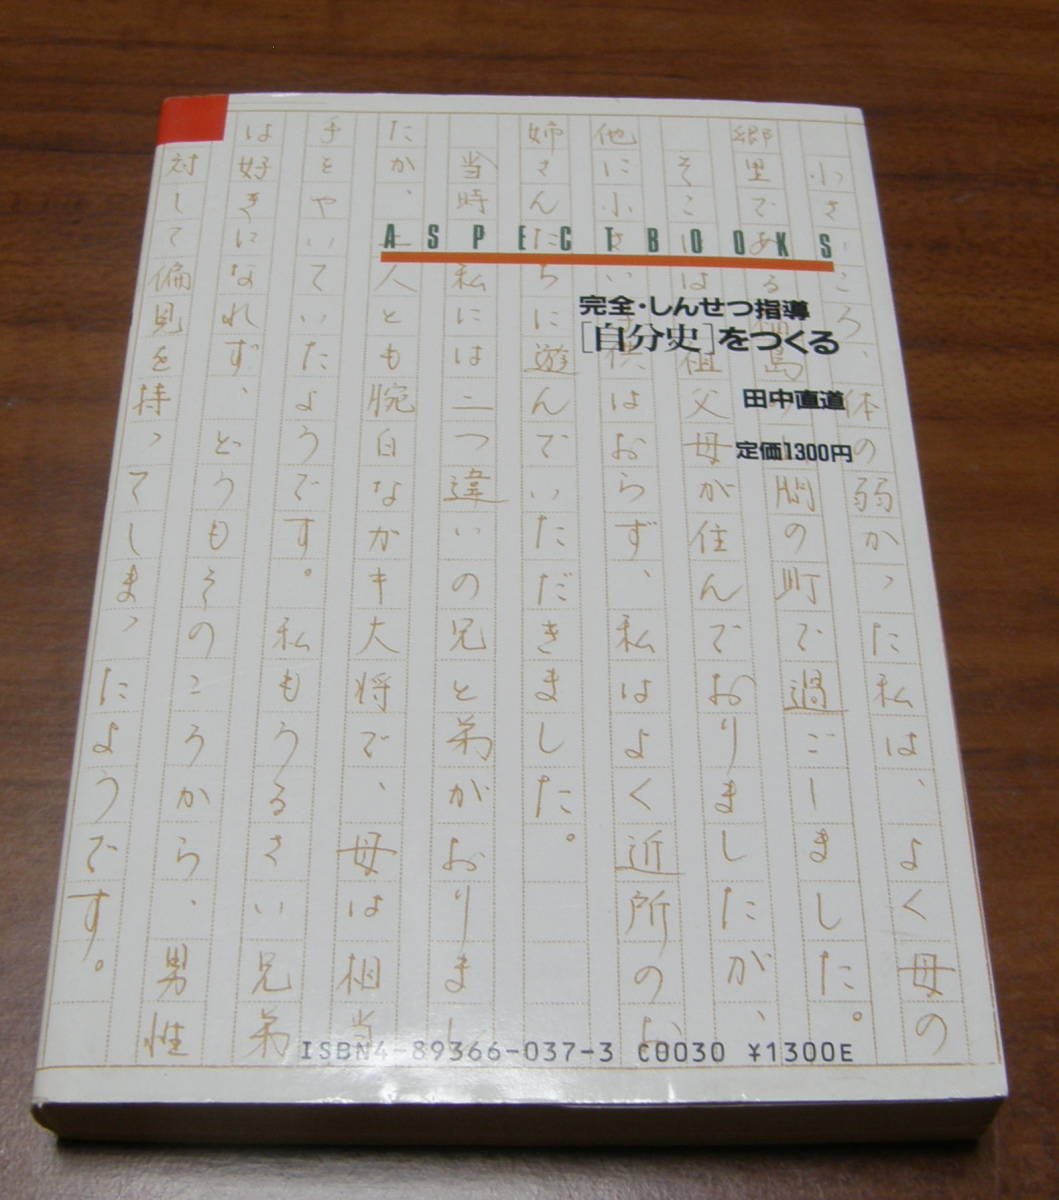 ASPECT BOOKS
完全・しんせつ指導
[自分史]をつくる
田中直道
定価1300円
小さいころ、体の弱かった私は、よく母の
郷里である福島の山間の町で過ごしました。
そこには祖父母が住んでおりましたが、
他に小さい子供はおらず、私はよく近所のお
姉さんたちに遊んでいただきました。
当時私には二つ違いの兄と弟がおりまし
たが、二人とも腕白なガキ大将で、母は相当
手をやいていたようです。私もうるさい兄弟
は好きになれず、どうもそのころから、男性
対して偏見を持ってしまったようです。
ISBN4-89366-037-3 C0030 ¥1300E